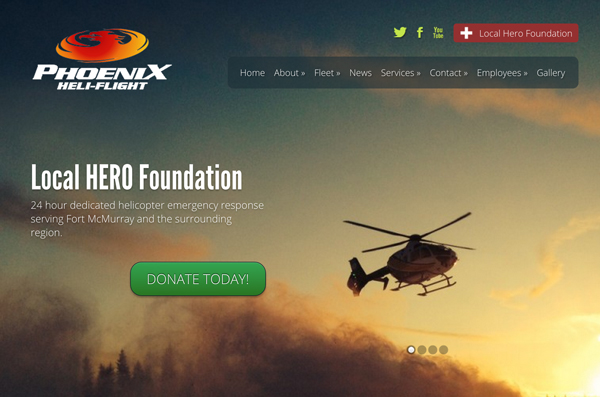 Local Hero Foundation
PHOENIX
HELI-FLIGHT
You
Tube
Home About » Fleet » News Services » Contact » Employees » Gallery
Local HERO Foundation
24 hour dedicated helicopter emergency response
serving Fort McMurray and the surrounding
region.
DONATE TODAY!